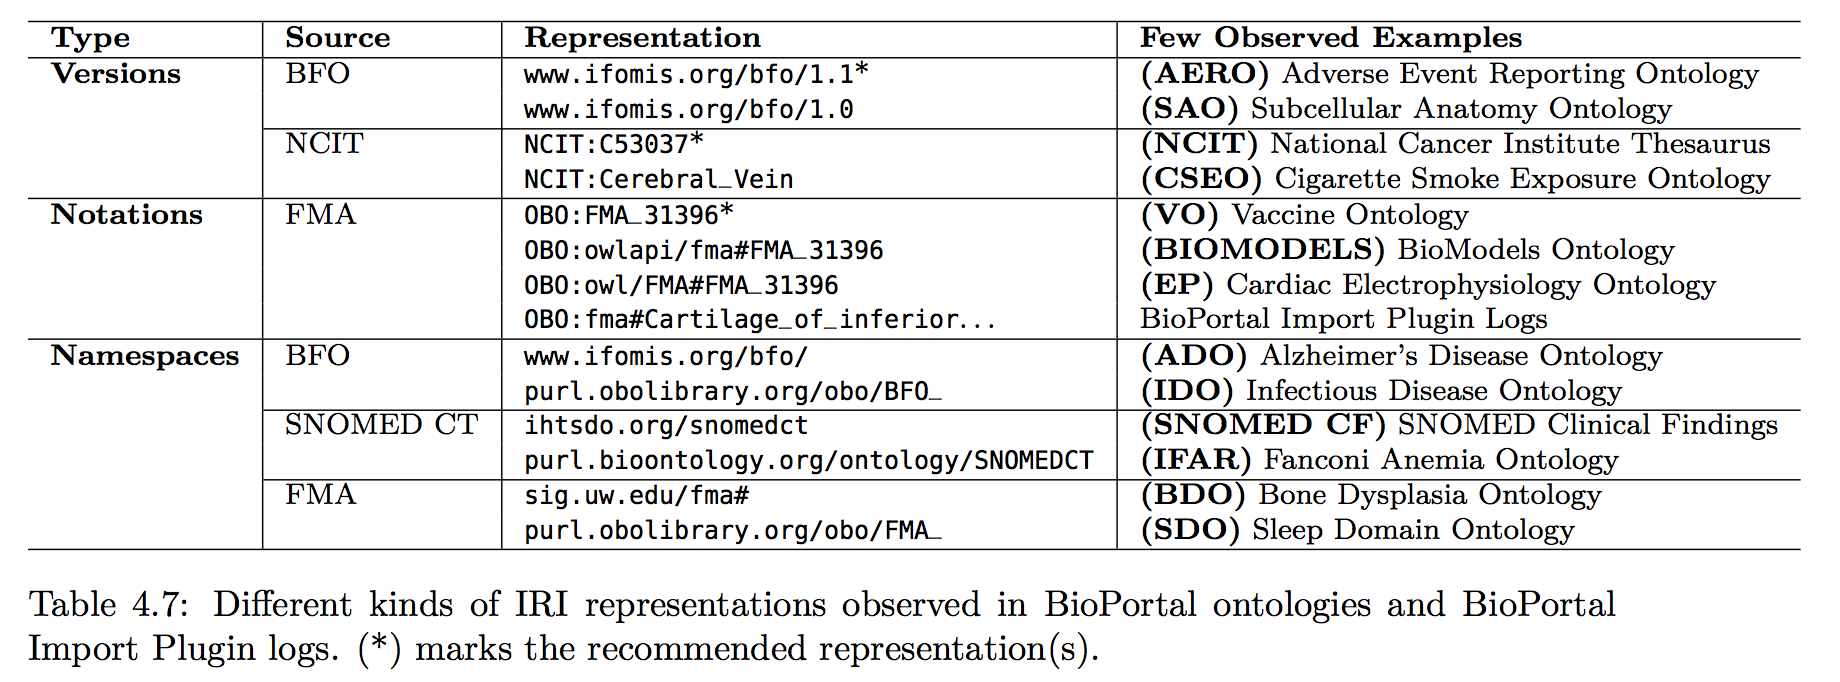 Type Source Representation Few Observed Examples
Versions BFO www.ifomis.org/bfo/1.1* (AERO) Adverse Event Reporting Ontology
www.ifomis.org/bfo/1.0 (SAO) Subcellular Anatomy Ontology
NCIT NCIT:C53037* (NCIT) National Cancer Institute Thesaurus
NCIT:Cerebral_Vein (CSEO) Cigarette Smoke Exposure Ontology
Notations FMA OBO:FMA_31396* (VO) Vaccine Ontology
OBO:owlapi/fma#FMA_31396 (BIOMODELS) BioModels Ontology
OBO:owl/FMA#FMA_31396 (EP) Cardiac Electrophysiology Ontology
OBO:fma#Cartilage_of_inferior... BioPortal Import Plugin Logs
Namespaces BFO www.ifomis.org/bfo/ (ADO) Alzheimer's Disease Ontology
purl.obolibrary.org/obo/BFO_ (IDO) Infectious Disease Ontology
SNOMED CT ihtsdo.org/snomedct (SNOMED CF) SNOMED Clinical Findings
purl.bioontology.org/ontology/SNOMEDCT (IFAR) Fanconi Anemia Ontology
FMA sig.uw.edu/fma# (BDO) Bone Dysplasia Ontology
purl.obolibrary.org/obo/FMA_ (SDO) Sleep Domain Ontology
Table 4.7: Different kinds of IRI representations observed in BioPortal ontologies and BioPortal
Import Plugin logs. (*) marks the recommended representation(s).